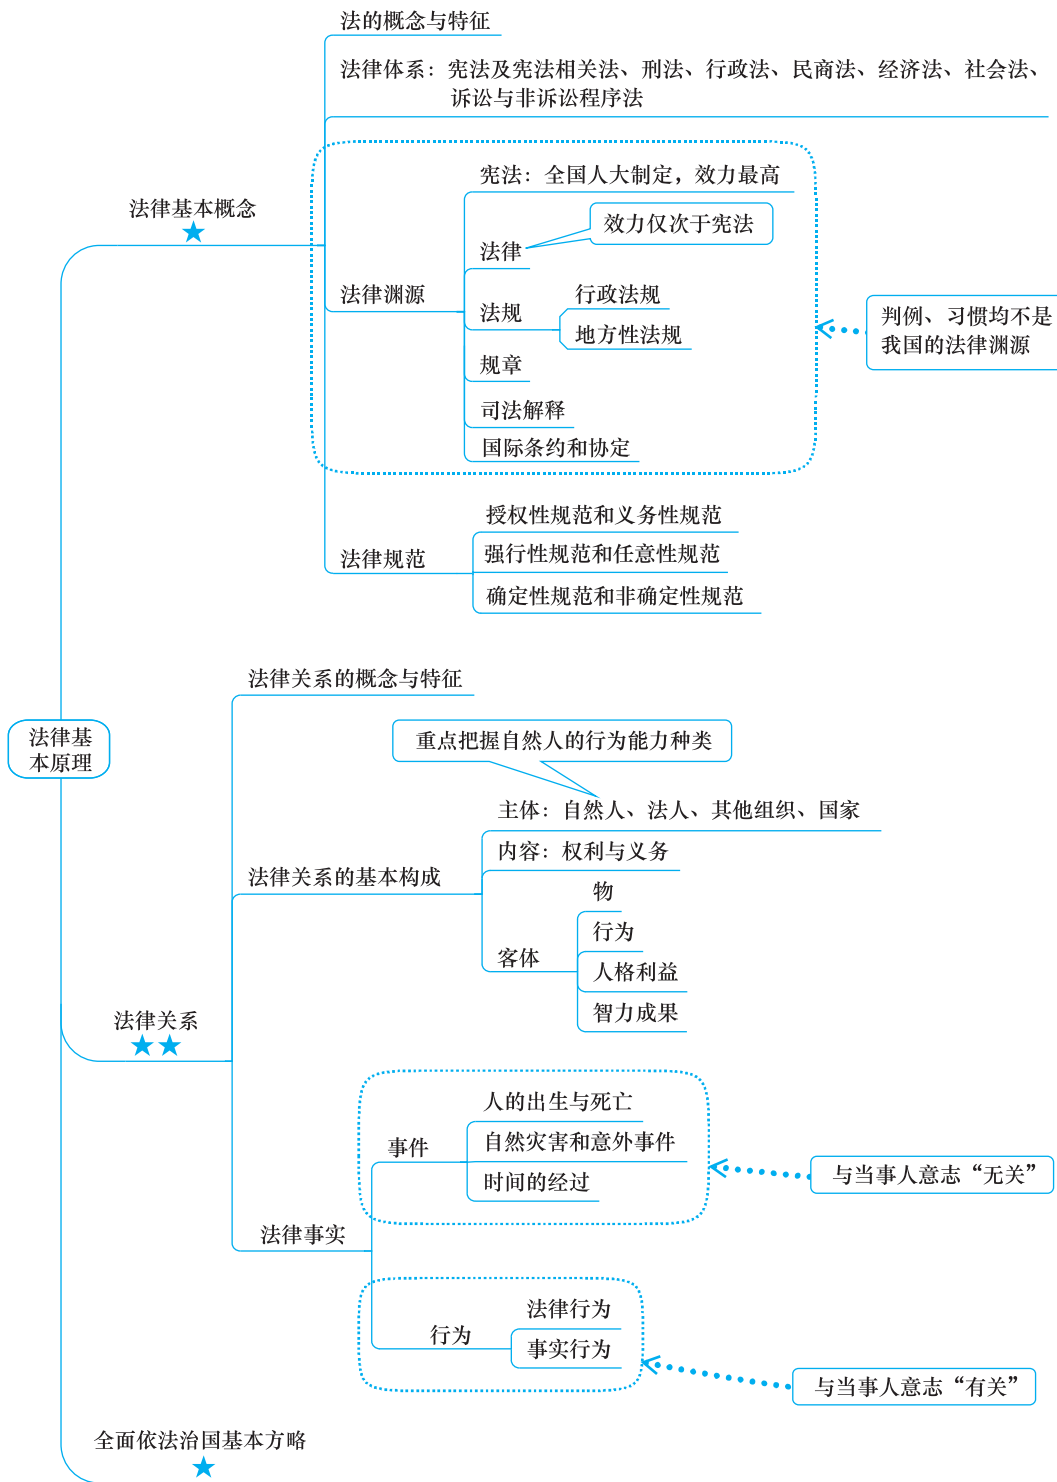 法的概念与特征
法律体系：宪法及宪法相关法、刑法、行政法、民商法、经济法、社会法、
诉讼与非诉讼程序法
宪法：全国人大制定，效力最高
法律基本概念
效力仅次于宪法
法律
法律渊源
行政法规
法规
地方性法规
判例、习惯均不是
我国的法律渊源
规章
司法解释
国际条约和协定
授权性规范和义务性规范
法律规范
强行性规范和任意性规范
确定性规范和非确定性规范
法律关系的概念与特征
法律基
本原理
重点把握自然人的行为能力种类
主体：自然人、法人、其他组织、国家
内容：权利与义务
法律关系的基本构成
物
行为
客体
人格利益
智力成果
法律关系
人的出生与死亡
事件
自然灾害和意外事件
时间的经过
与当事人意志“无关”
法律事实
法律行为
行为
事实行为
与当事人意志“有关”
全面依法治国基本方略